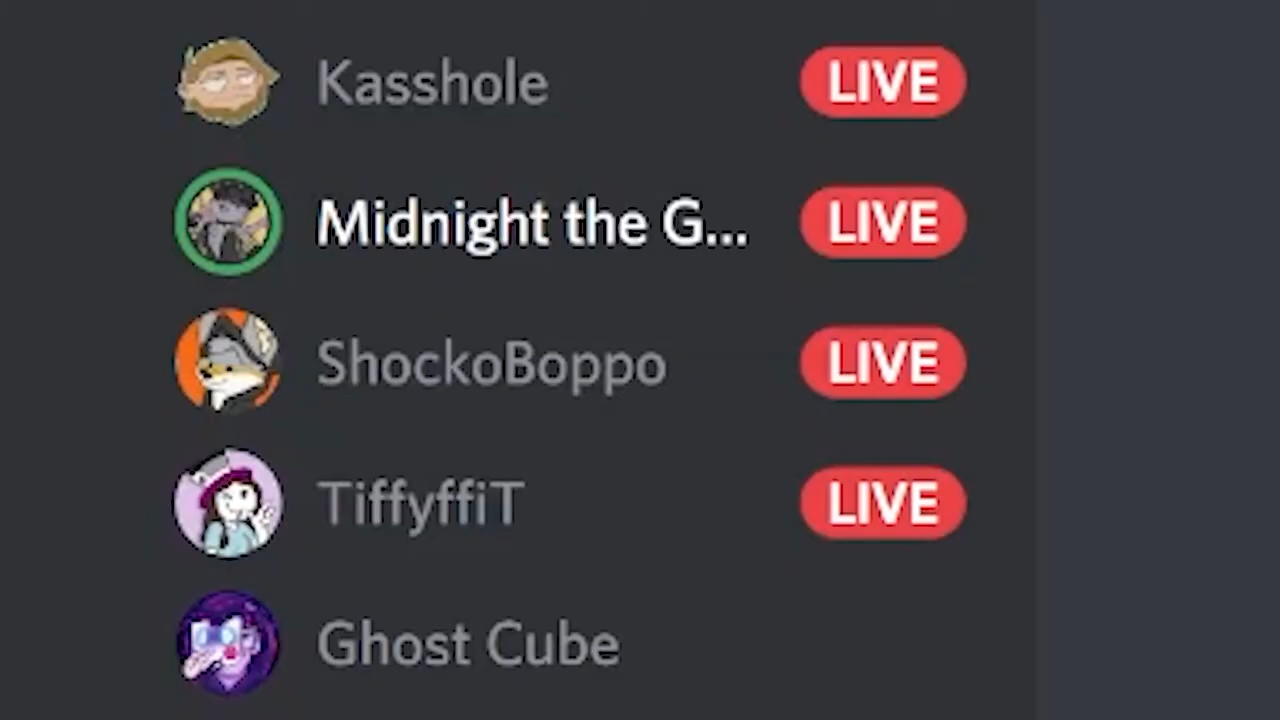 Kasshole LIVE
Midnight the G... LIVE
ShockoBoppo LIVE
TiffyffiT LIVE
Ghost Cube